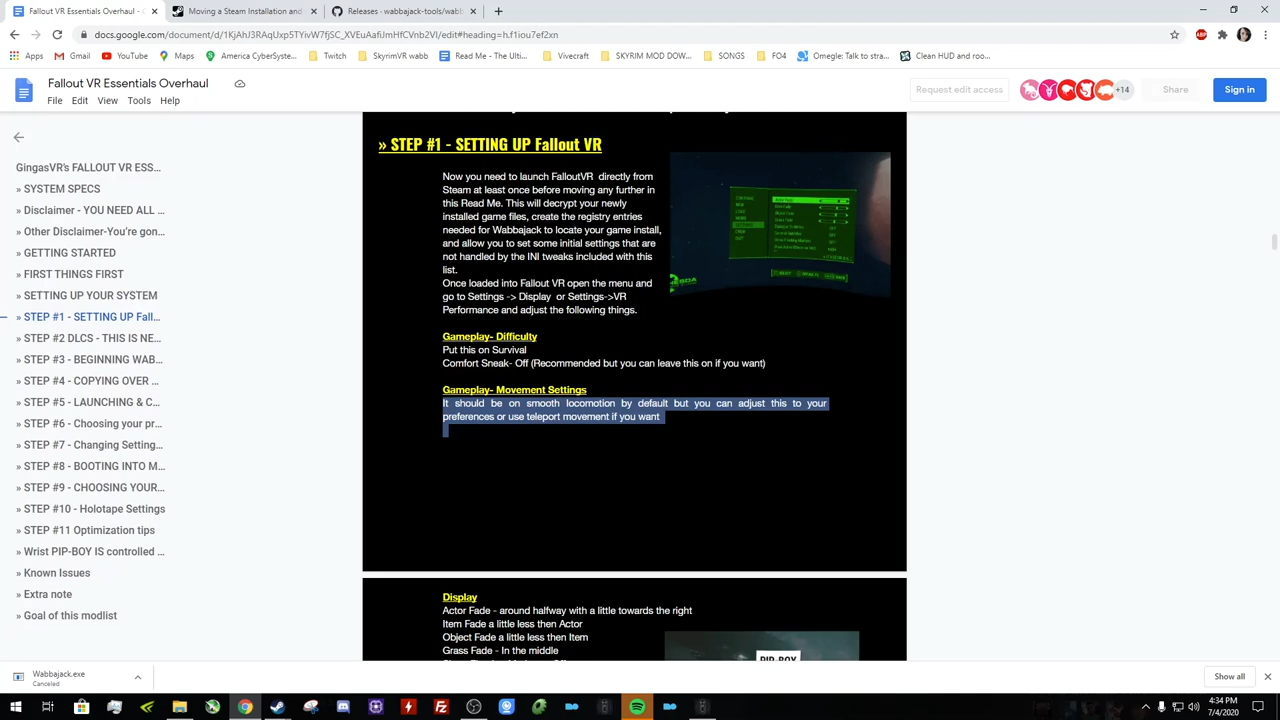 Fallout VR Essentials Overhaul -
Moving a Steam Installation and
Releases · wabbajack-tools/wabb
docs.google.com/document/d/1KjAhJ3RAqUxp5TYivW7fjSC_XVEuAafiJmHfCVnb2VI/edit#heading=h.f1iou7ef2xn
Apps
Gmail
YouTube
Maps
America CyberSyste...
Twitch
SkyrimVR wabb
Read Me - The Ulti...
Vivecraft
SKYRIM MOD DOW...
SONGS
FO4
Omegle: Talk to stra...
Clean HUD and roo...
Fallout VR Essentials Overhaul
File Edit View Tools Help
Request edit access
+14
Share
Sign in
GingasVR's FALLOUT VR ESS...
» SYSTEM SPECS
» Disclaimer - YOU NEED ALL ...
» Other Disclaimer-You're gon...
» GETTING STARTED
» FIRST THINGS FIRST
» SETTING UP YOUR SYSTEM
» STEP #1 - SETTING UP Fall...
» STEP #2 DLCS - THIS IS NE...
» STEP #3 - BEGINNING WAB...
» STEP #4 - COPYING OVER ...
» STEP #5 - LAUNCHING & C...
» STEP #6 - Choosing your pr...
» STEP #7 - Changing Setting...
» STEP #8 - BOOTING INTO M...
» STEP #9 - CHOOSING YOUR...
» STEP #10 - Holotape Settings
» STEP #11 Optimization tips
» Wrist PIP-BOY IS controlled ...
» Known Issues
» Extra note
» Goal of this modlist
» STEP #1 - SETTING UP Fallout VR
Now you need to launch FalloutVR directly from
Steam at least once before moving any further in
this Read Me. This will decrypt your newly
installed game files, create the registry entries
needed for Wabbajack to locate your game install,
and allow you to set some initial settings that are
not handled by the INI tweaks included with this
list.
Once loaded into Fallout VR open the menu and
go to Settings -> Display or Settings->VR
Performance and adjust the following things.
Gameplay- Difficulty
Put this on Survival
Comfort Sneak- Off (Recommended but you can leave this on if you want)
Gameplay- Movement Settings
It should be on smooth locomotion by default but you can adjust this to your
preferences or use teleport movement if you want
Display
Actor Fade - around halfway with a little towards the right
Item Fade a little less then Actor
Object Fade a little less then Item
Grass Fade - In the middle
PIP-BOY
Wabbajack.exe
Canceled
Show all
4:34 PM
7/4/2020